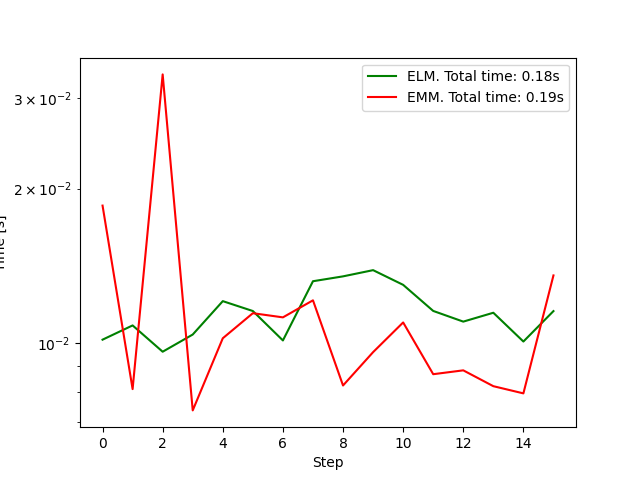 ELM. Total time: 0.18s
EMM. Total time: 0.19s
3 × 10⁻²
2 × 10⁻²
10⁻²
[s]
0 2 4 6 8 10 12 14
Step